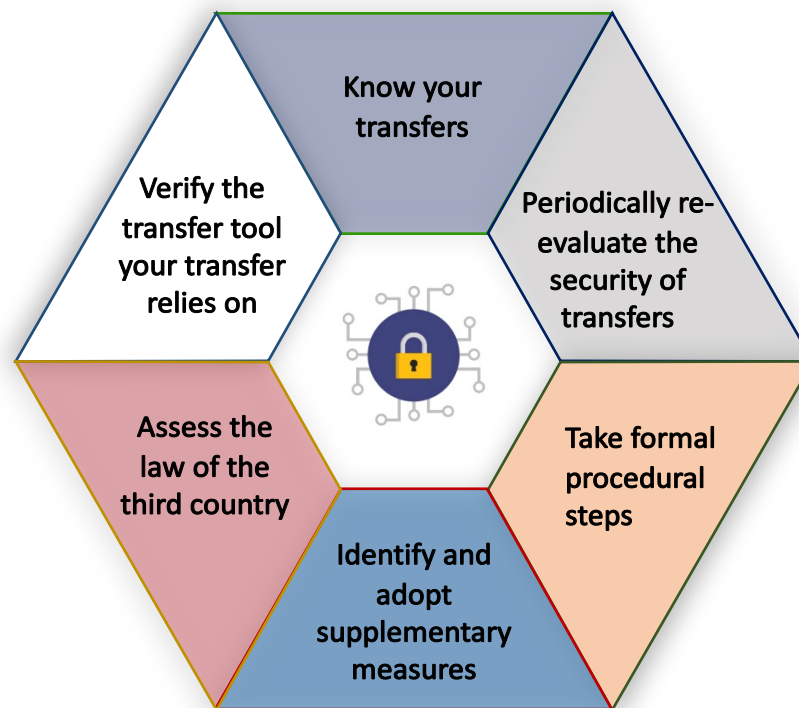 Know your
transfers
Verify the
transfer tool
your transfer
relies on
Periodically re-
evaluate the
security of
transfers
Assess the
law of the
third country
Take formal
procedural
steps
Identify and
adopt
supplementary
measures